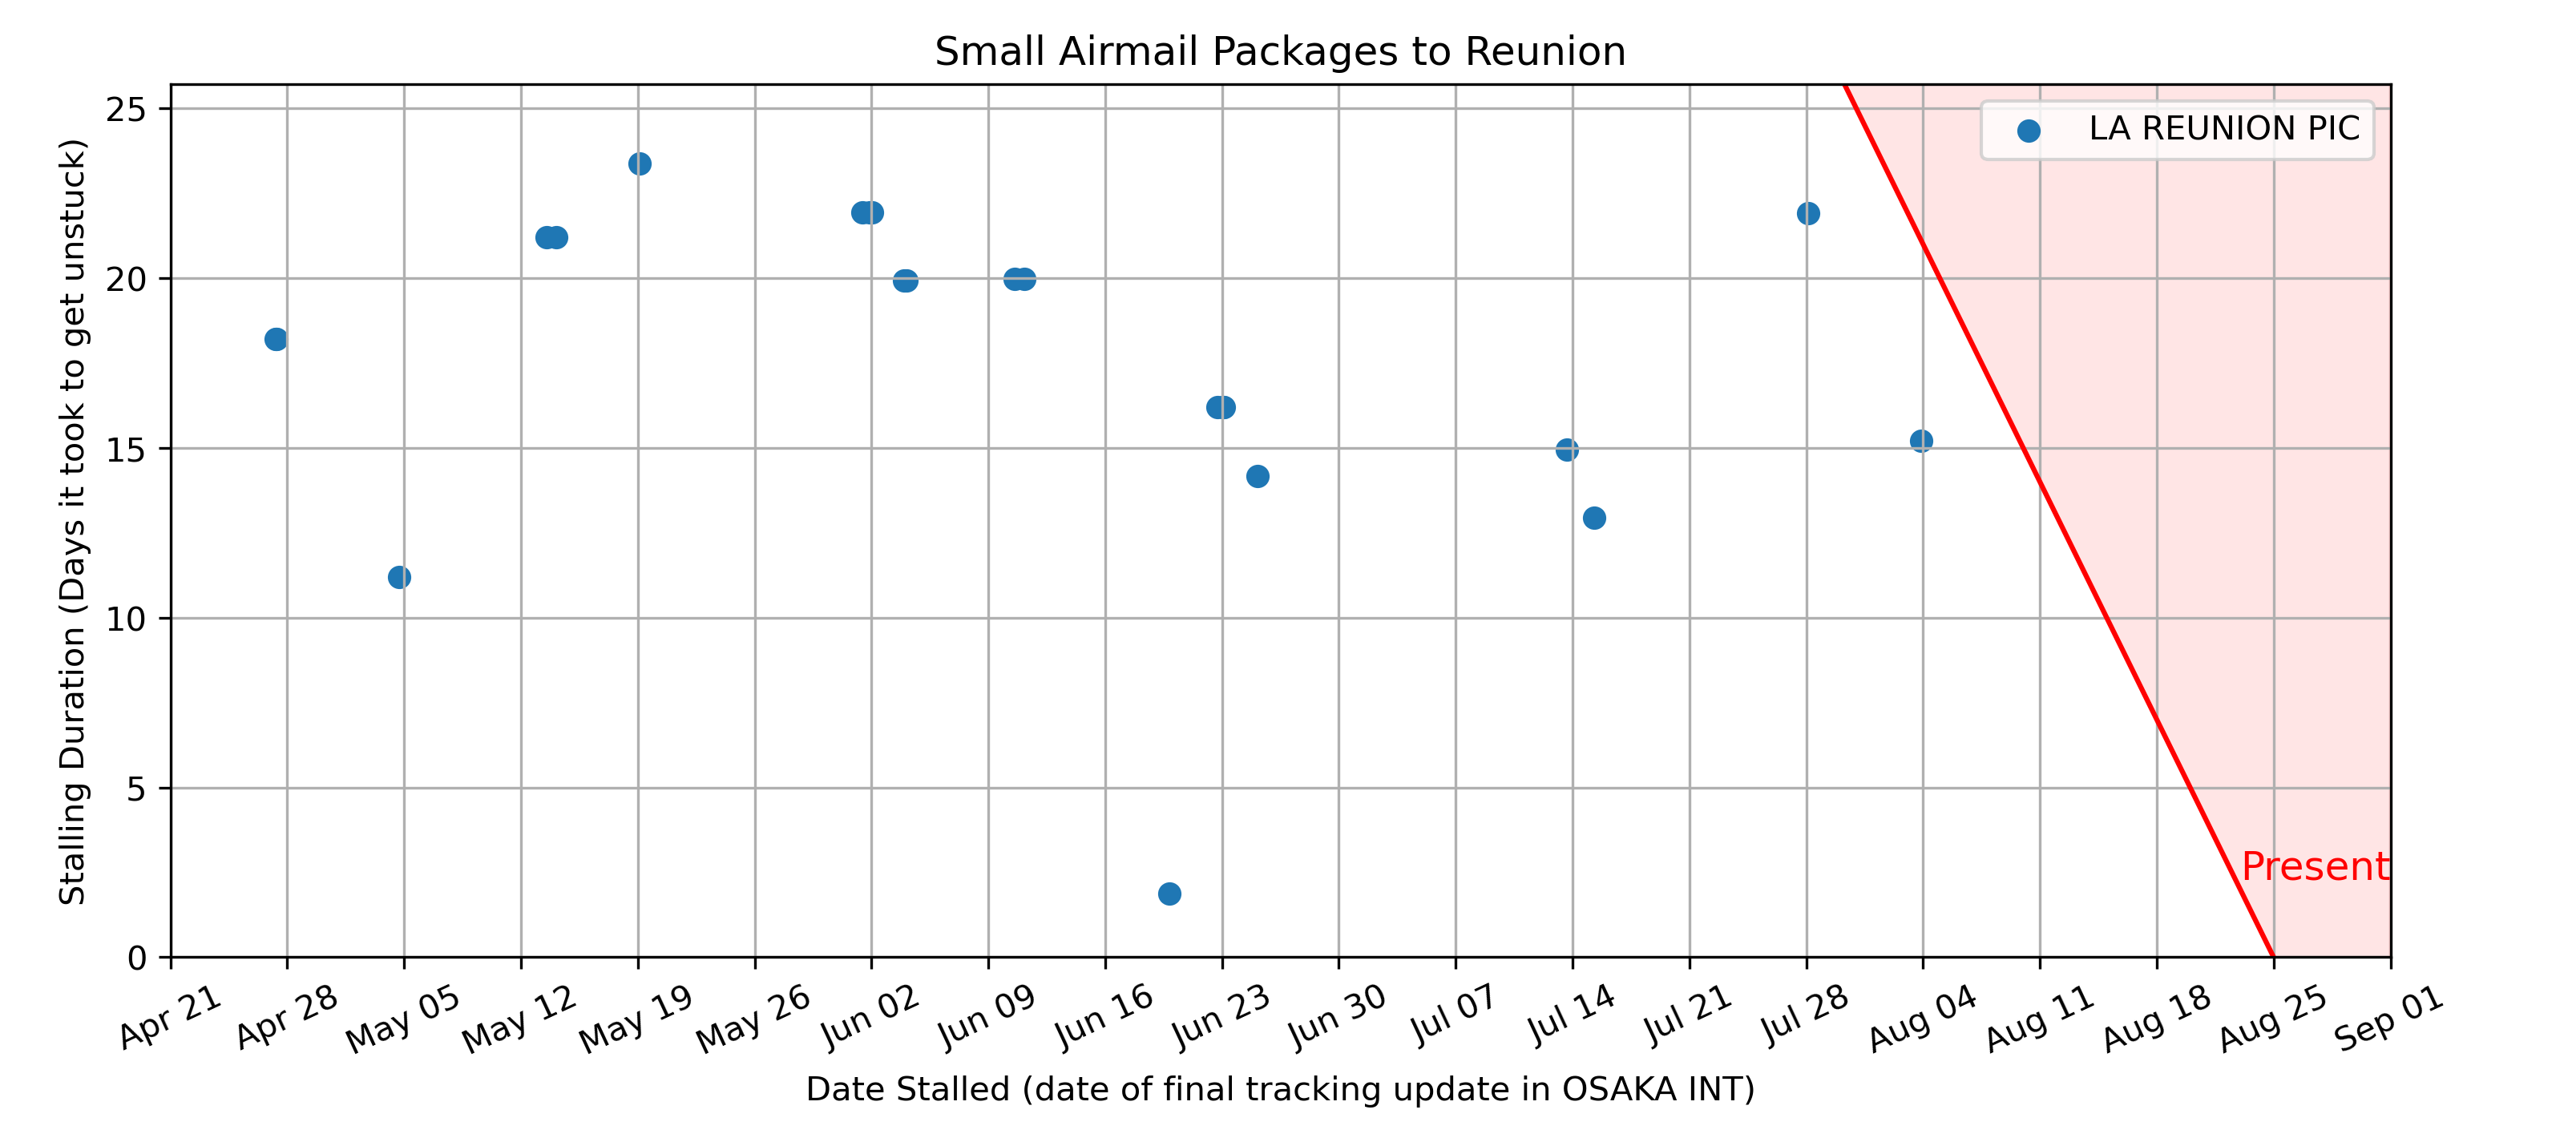 Small Airmail Packages to Reunion
LA REUNION PIC
Stalling Duration (Days it took to get unstuck)
25
20
15
10
5
0
Present
Apr 21
Apr 28
May 05
May 12
May 19
May 26
Jun 02
Jun 09
Jun 16
Jun 23
Jun 30
Jul 07
Jul 14
Jul 21
Jul 28
Aug 04
Aug 11
Aug 18
Aug 25
Sep 01
Date Stalled (date of final tracking update in OSAKA INT)